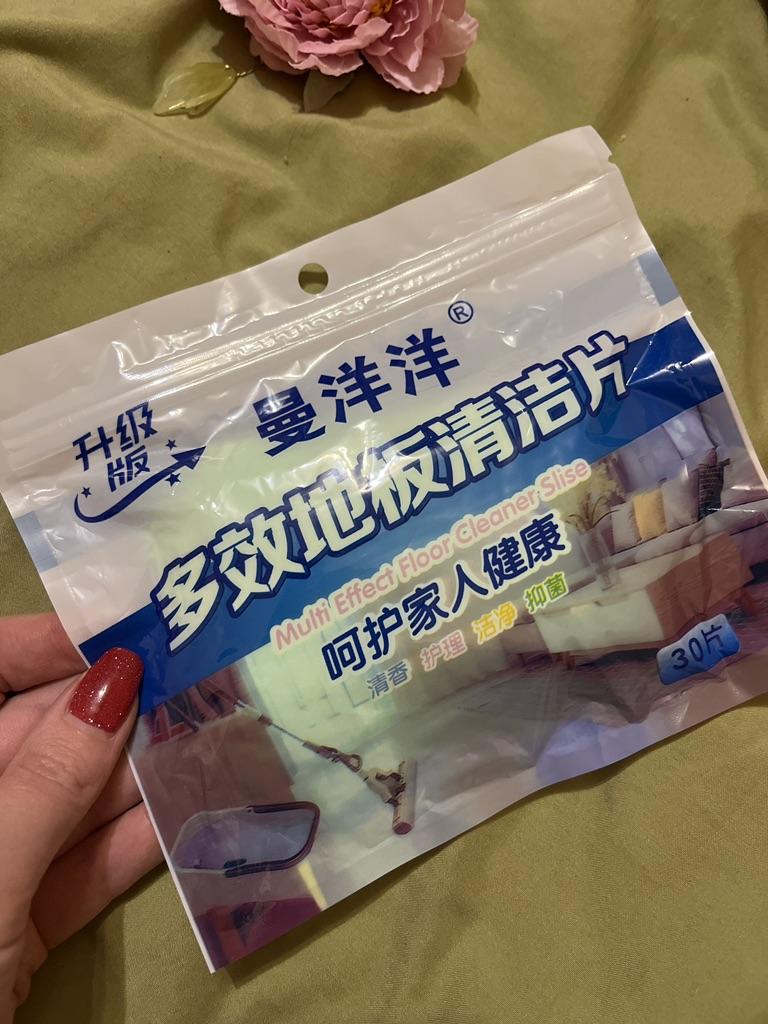 曼洋洋®
升级
版
多效地板清洁片
Multi Effect Floor Cleaner Slise
呵护家人健康
清香 护理 洁净 抑菌
30片